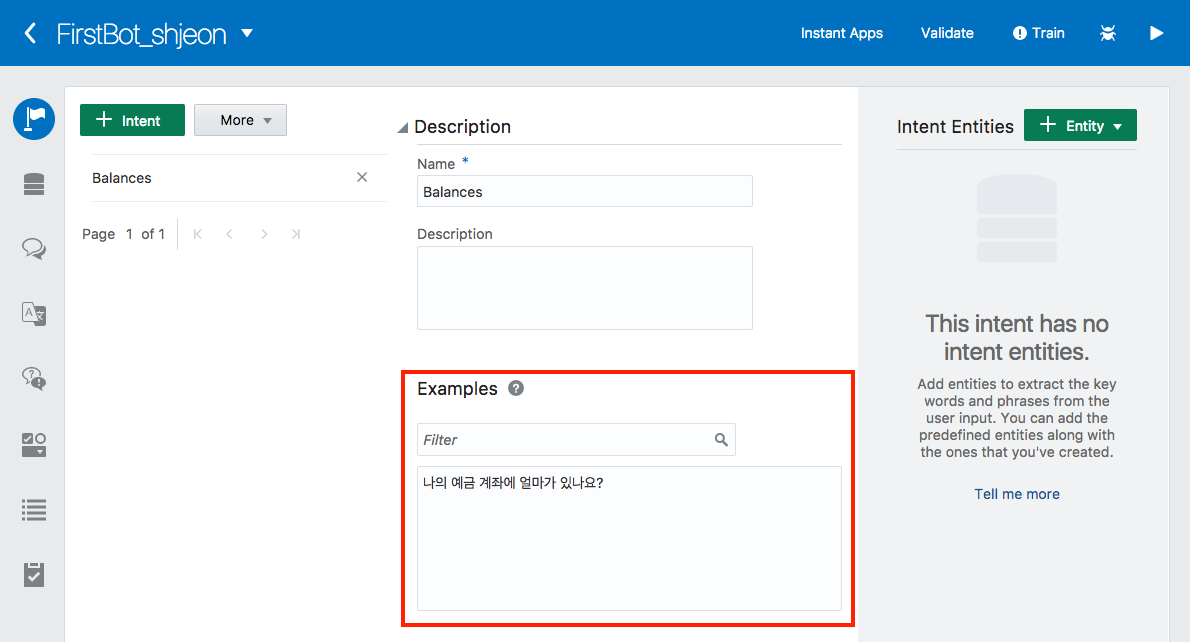 FirstBot_shjeon
Instant Apps
Validate
Train
Intent
More
Balances
Page 1 of 1
Description
Name *
Balances
Description
Examples
Filter
나의 예금 계좌에 얼마가 있나요?
Intent Entities
Entity
This intent has no
intent entities.
Add entities to extract the key
words and phrases from the
user input. You can add the
predefined entities along with
the ones that you've created.
Tell me more